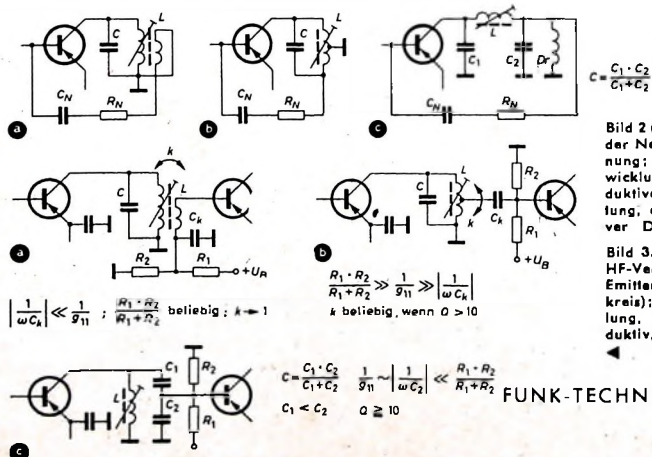 C L
C_N R_N
a
C L
C_N R_N
b
L
C_1 C_2 Dr
C_N R_N
c
C = C_1 · C_2 / C_1 + C_2
Bild 2
der Ne
nung;
wicklu
duktive
lung,
ver D
k
C L C_k
R_2 R_1
a
|1/ωC_k| ≪ 1/g_11 ; R_1 · R_2 / R_1 + R_2 beliebig ; k → 1
C L k C_k R_2
R_1
+U_B
b
R_1 · R_2 / R_1 + R_2 ≫ 1/g_11 ≫ |1/ωC_k|
k beliebig, wenn Q > 10
Bild 3.
HF-Ve
Emitter
kreis);
lung,
duktiv,
L C_1 C_2 R_2 R_1
c
C = C_1 · C_2 / C_1 + C_2 1/g_11 ~ |1/ωC_2| ≪ R_1 · R_2 / R_1 + R_2
C_1 < C_2 Q ≧ 10
FUNK-TECHN